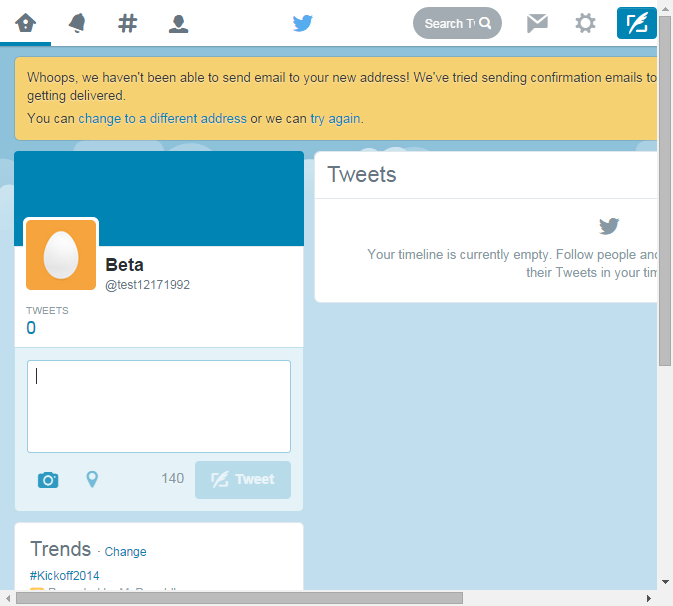 #
Search T
Whoops, we haven't been able to send email to your new address! We've tried sending confirmation emails to
getting delivered.
You can change to a different address or we can try again.
Tweets
Your timeline is currently empty. Follow people and
their Tweets in your
Beta
@test12171992
TWEETS
0
140 Tweet
Trends · Change
#Kickoff2014